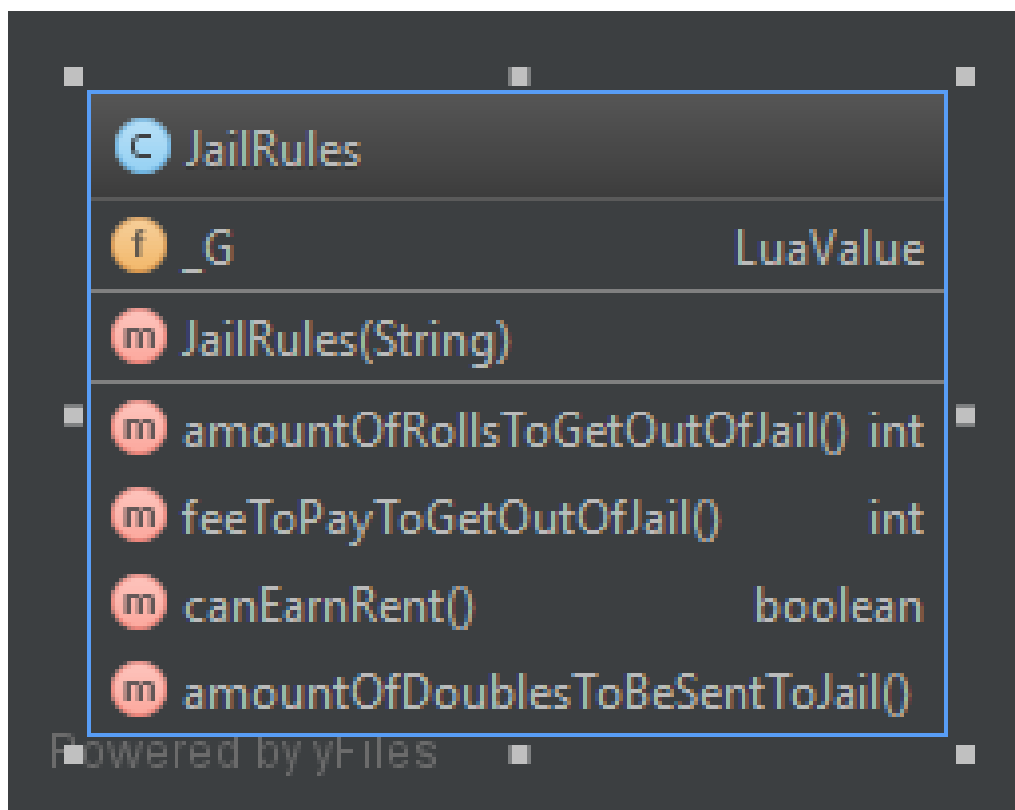 C JailRules
f _G LuaValue
m JailRules(String)
m amountOfRollsToGetOutOfJail() int
m feeToPayToGetOutOfJail() int
m canEarnRent() boolean
m amountOfDoublesToBeSentToJail()
Powered by yFiles